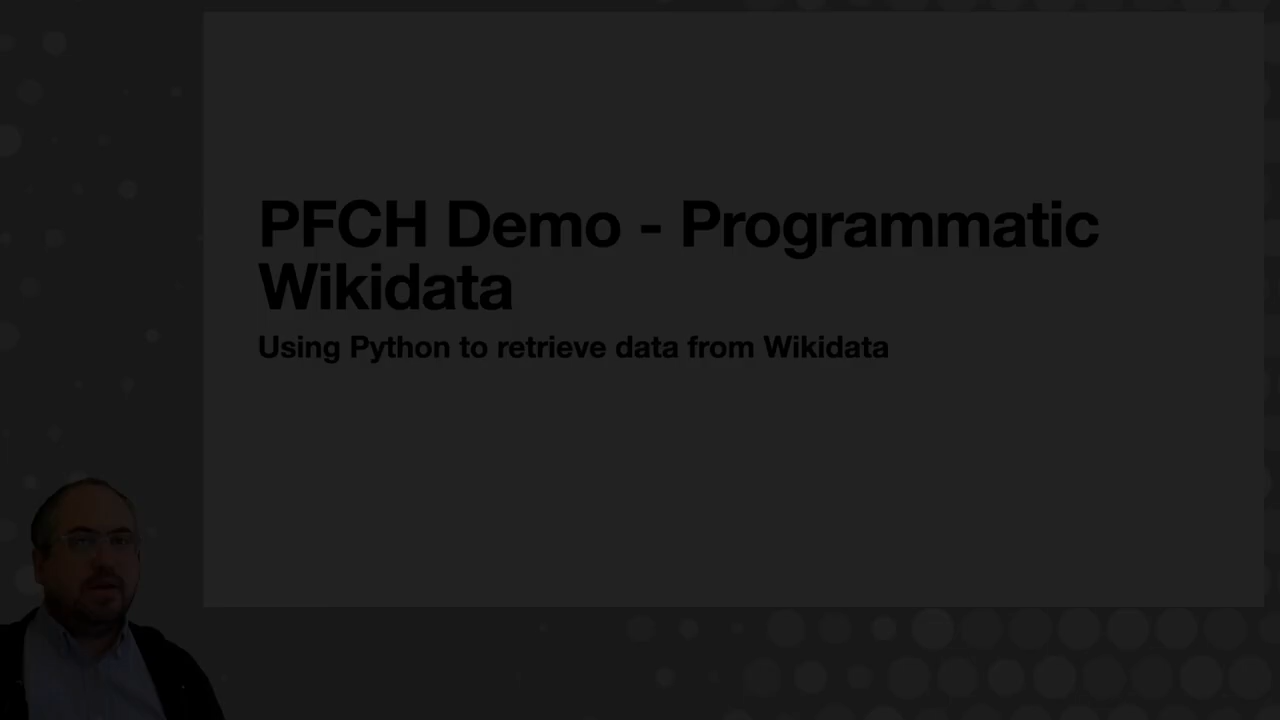 PFCH Demo - Programmatic
Wikidata
Using Python to retrieve data from Wikidata